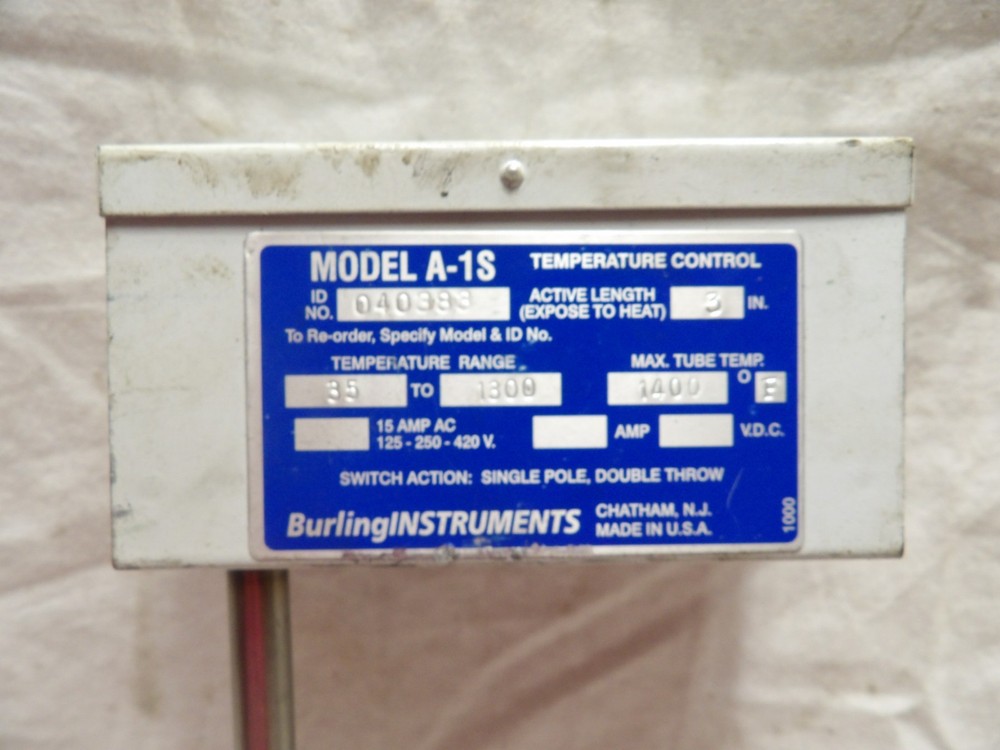 MODEL A-1S TEMPERATURE CONTROL
ID NO. 040383 ACTIVE LENGTH (EXPOSE TO HEAT) 3 IN.
To Re-order, Specify Model & ID No.
TEMPERATURE RANGE MAX. TUBE TEMP.
35 TO 1300 1400 °F
15 AMP AC 125 - 250 - 420 V. AMP V.D.C.
SWITCH ACTION: SINGLE POLE, DOUBLE THROW
BurlingINSTRUMENTS CHATHAM, N.J.
MADE IN U.S.A.
1000